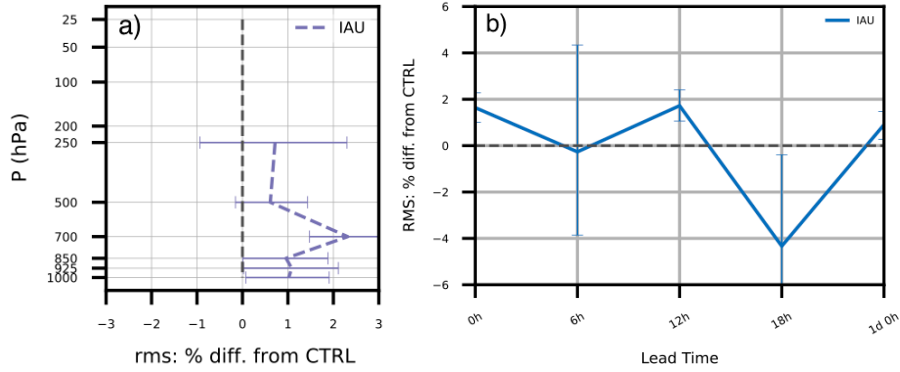 a)
IAU
25
50
100
200
250
500
700
850
925
1000
P (hPa)
−3 −2 −1 0 1 2 3
rms: % diff. from CTRL
b)
IAU
6
4
2
0
−2
−4
−6
RMS: % diff. from CTRL
0h 6h 12h 18h 1d 0h
Lead Time